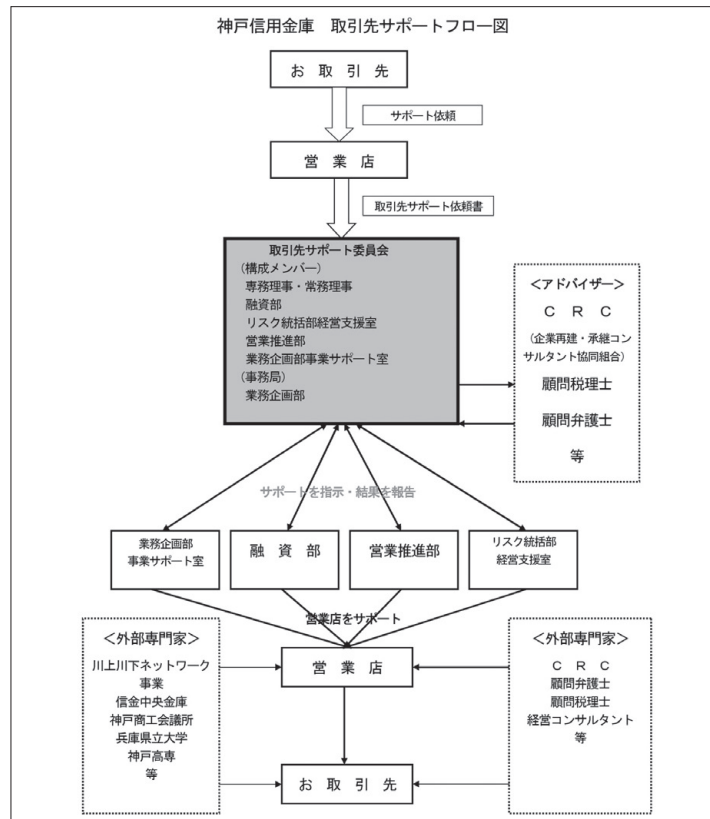 神戸信用金庫　取引先サポートフロー図
お　取　引　先
サポート依頼
営　業　店
取引先サポート依頼書
取引先サポート委員会
（構成メンバー）
専務理事・常務理事
融資部
リスク統括部経営支援室
営業推進部
業務企画部事業サポート室
（事務局）
業務企画部
＜アドバイザー＞
Ｃ　Ｒ　Ｃ
（企業再建・承継コン
サルタント協同組合）
顧問税理士
顧問弁護士
等
サポートを指示・結果を報告
業務企画部
事業サポート室
融　資　部
営業推進部
リスク統括部
経営支援室
営業店をサポート
＜外部専門家＞
川上川下ネットワーク
事業
信金中央金庫
神戸商工会議所
兵庫県立大学
神戸高専
等
営　業　店
お　取　引　先
＜外部専門家＞
Ｃ　Ｒ　Ｃ
顧問弁護士
顧問税理士
経営コンサルタント
等